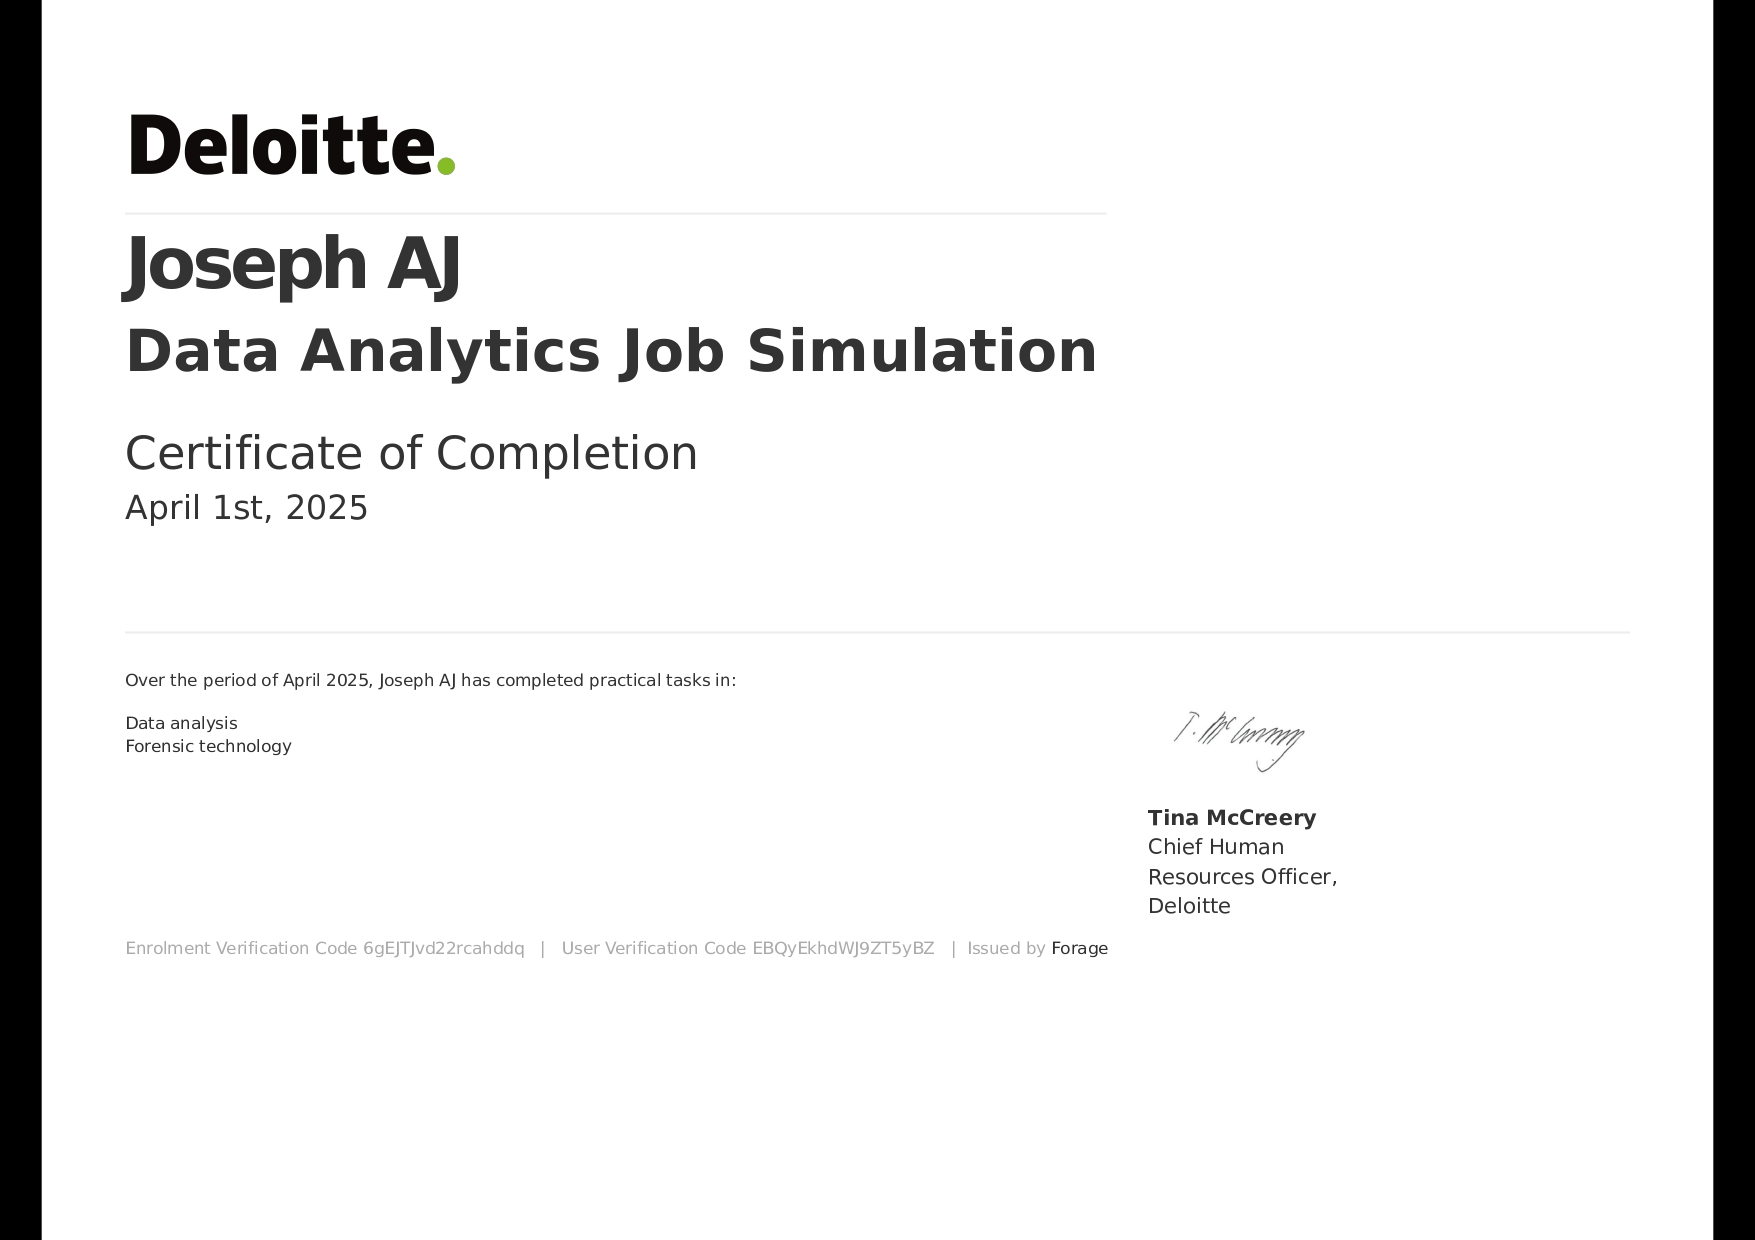 Deloitte.
Joseph AJ
Data Analytics Job Simulation
Certificate of Completion
April 1st, 2025
Over the period of April 2025, Joseph AJ has completed practical tasks in:
Data analysis
Forensic technology
T. McCreery
Tina McCreery
Chief Human
Resources Officer,
Deloitte
Enrolment Verification Code 6gEJTJvd22rcahddq | User Verification Code EBQyEkhdWJ9ZT5yBZ | Issued by Forage